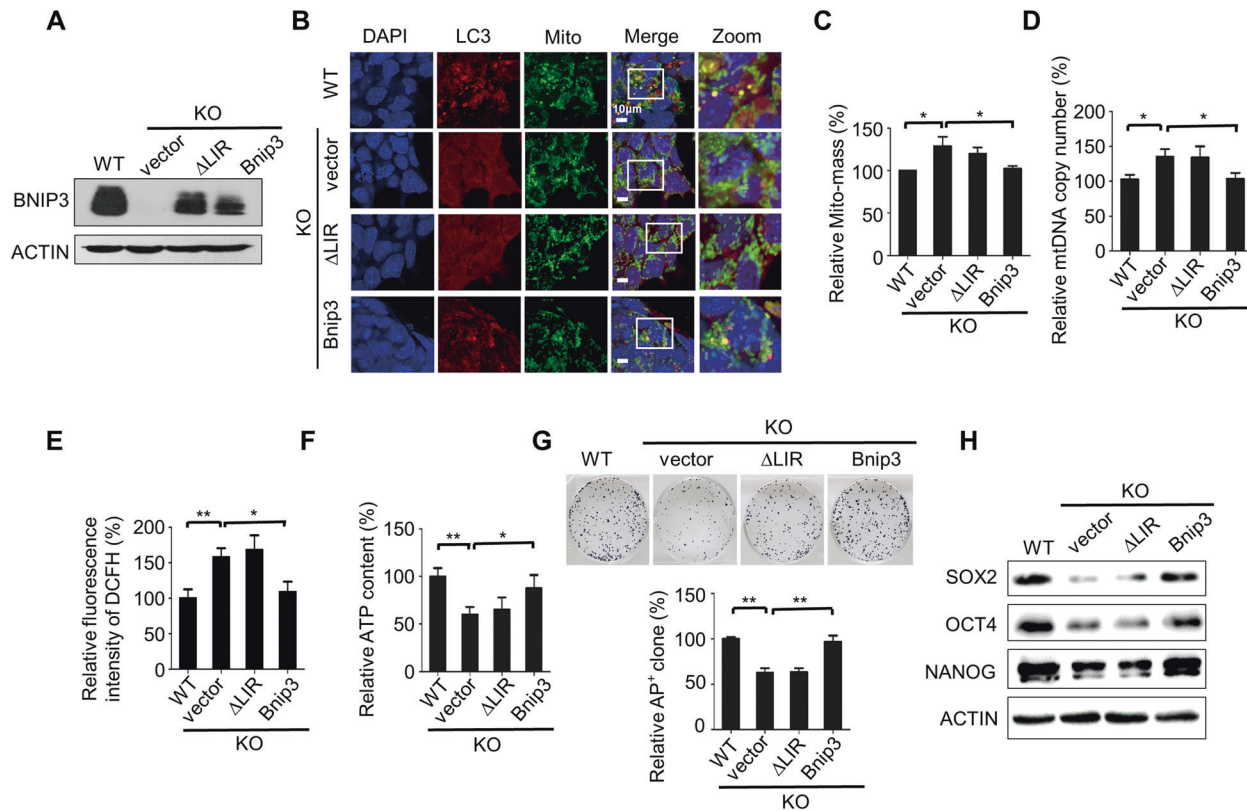 A
KO
WT vector ΔLIR Bnip3
BNIP3
ACTIN
B
DAPI LC3 Mito Merge Zoom
WT
10μm
KO
vector
ΔLIR
Bnip3
C
Relative Mito-mass (%)
150
100
50
0
* *
WT vector ΔLIR Bnip3
KO
D
Relative mtDNA copy number (%)
200
150
100
50
0
* *
WT vector ΔLIR Bnip3
KO
E
Relative fluorescence
intensity of DCFH (%)
200
150
100
50
0
** *
WT vector ΔLIR Bnip3
KO
F
Relative ATP content (%)
150
100
50
0
** *
WT vector ΔLIR Bnip3
KO
G
KO
WT vector ΔLIR Bnip3
Relative AP⁺ clone (%)
150
100
50
0
** **
WT vector ΔLIR Bnip3
KO
H
KO
WT vector ΔLIR Bnip3
SOX2
OCT4
NANOG
ACTIN